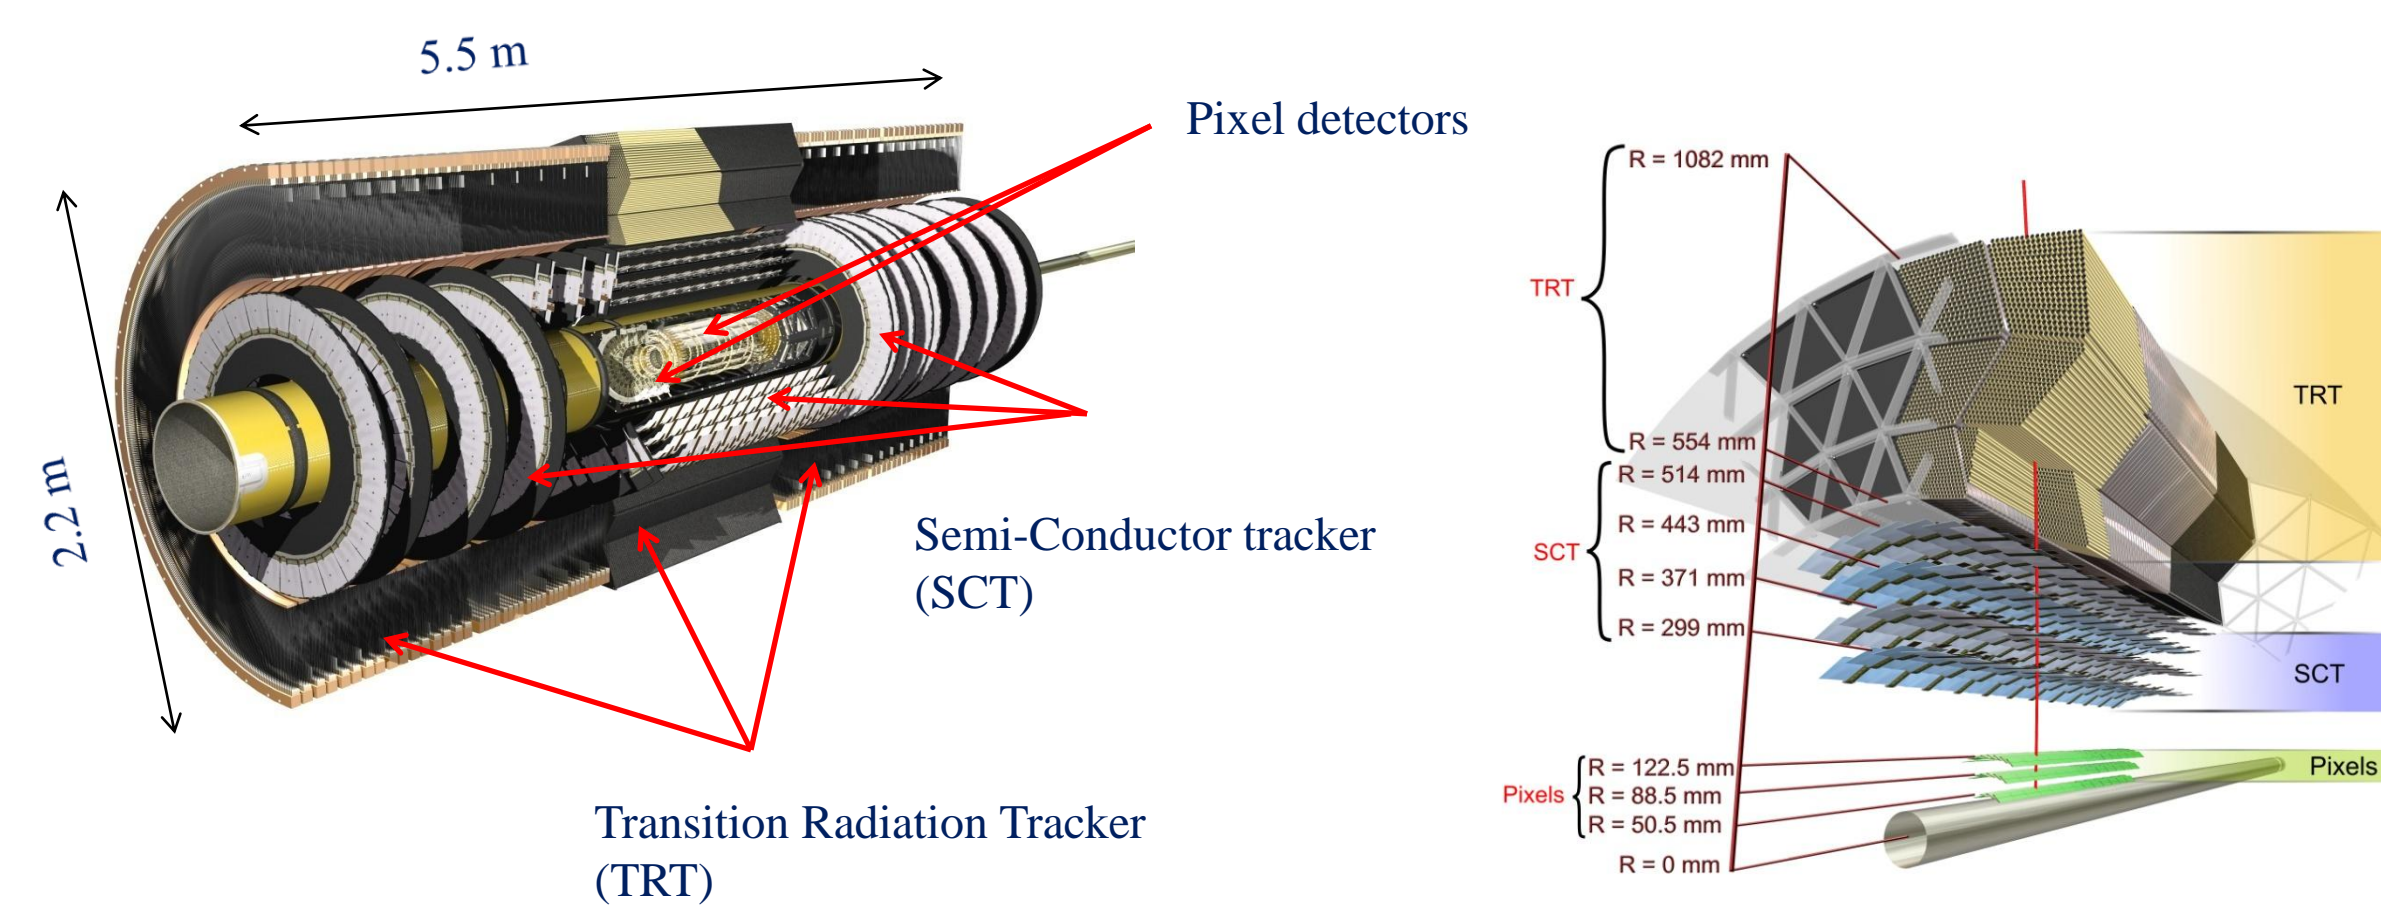 5.5 m
Pixel detectors
2.2 m
Semi-Conductor tracker
(SCT)
Transition Radiation Tracker
(TRT)
R = 1082 mm
TRT
R = 554 mm
R = 514 mm
R = 443 mm
SCT
R = 371 mm
R = 299 mm
R = 122.5 mm
Pixels
R = 88.5 mm
R = 50.5 mm
R = 0 mm
TRT
SCT
Pixels